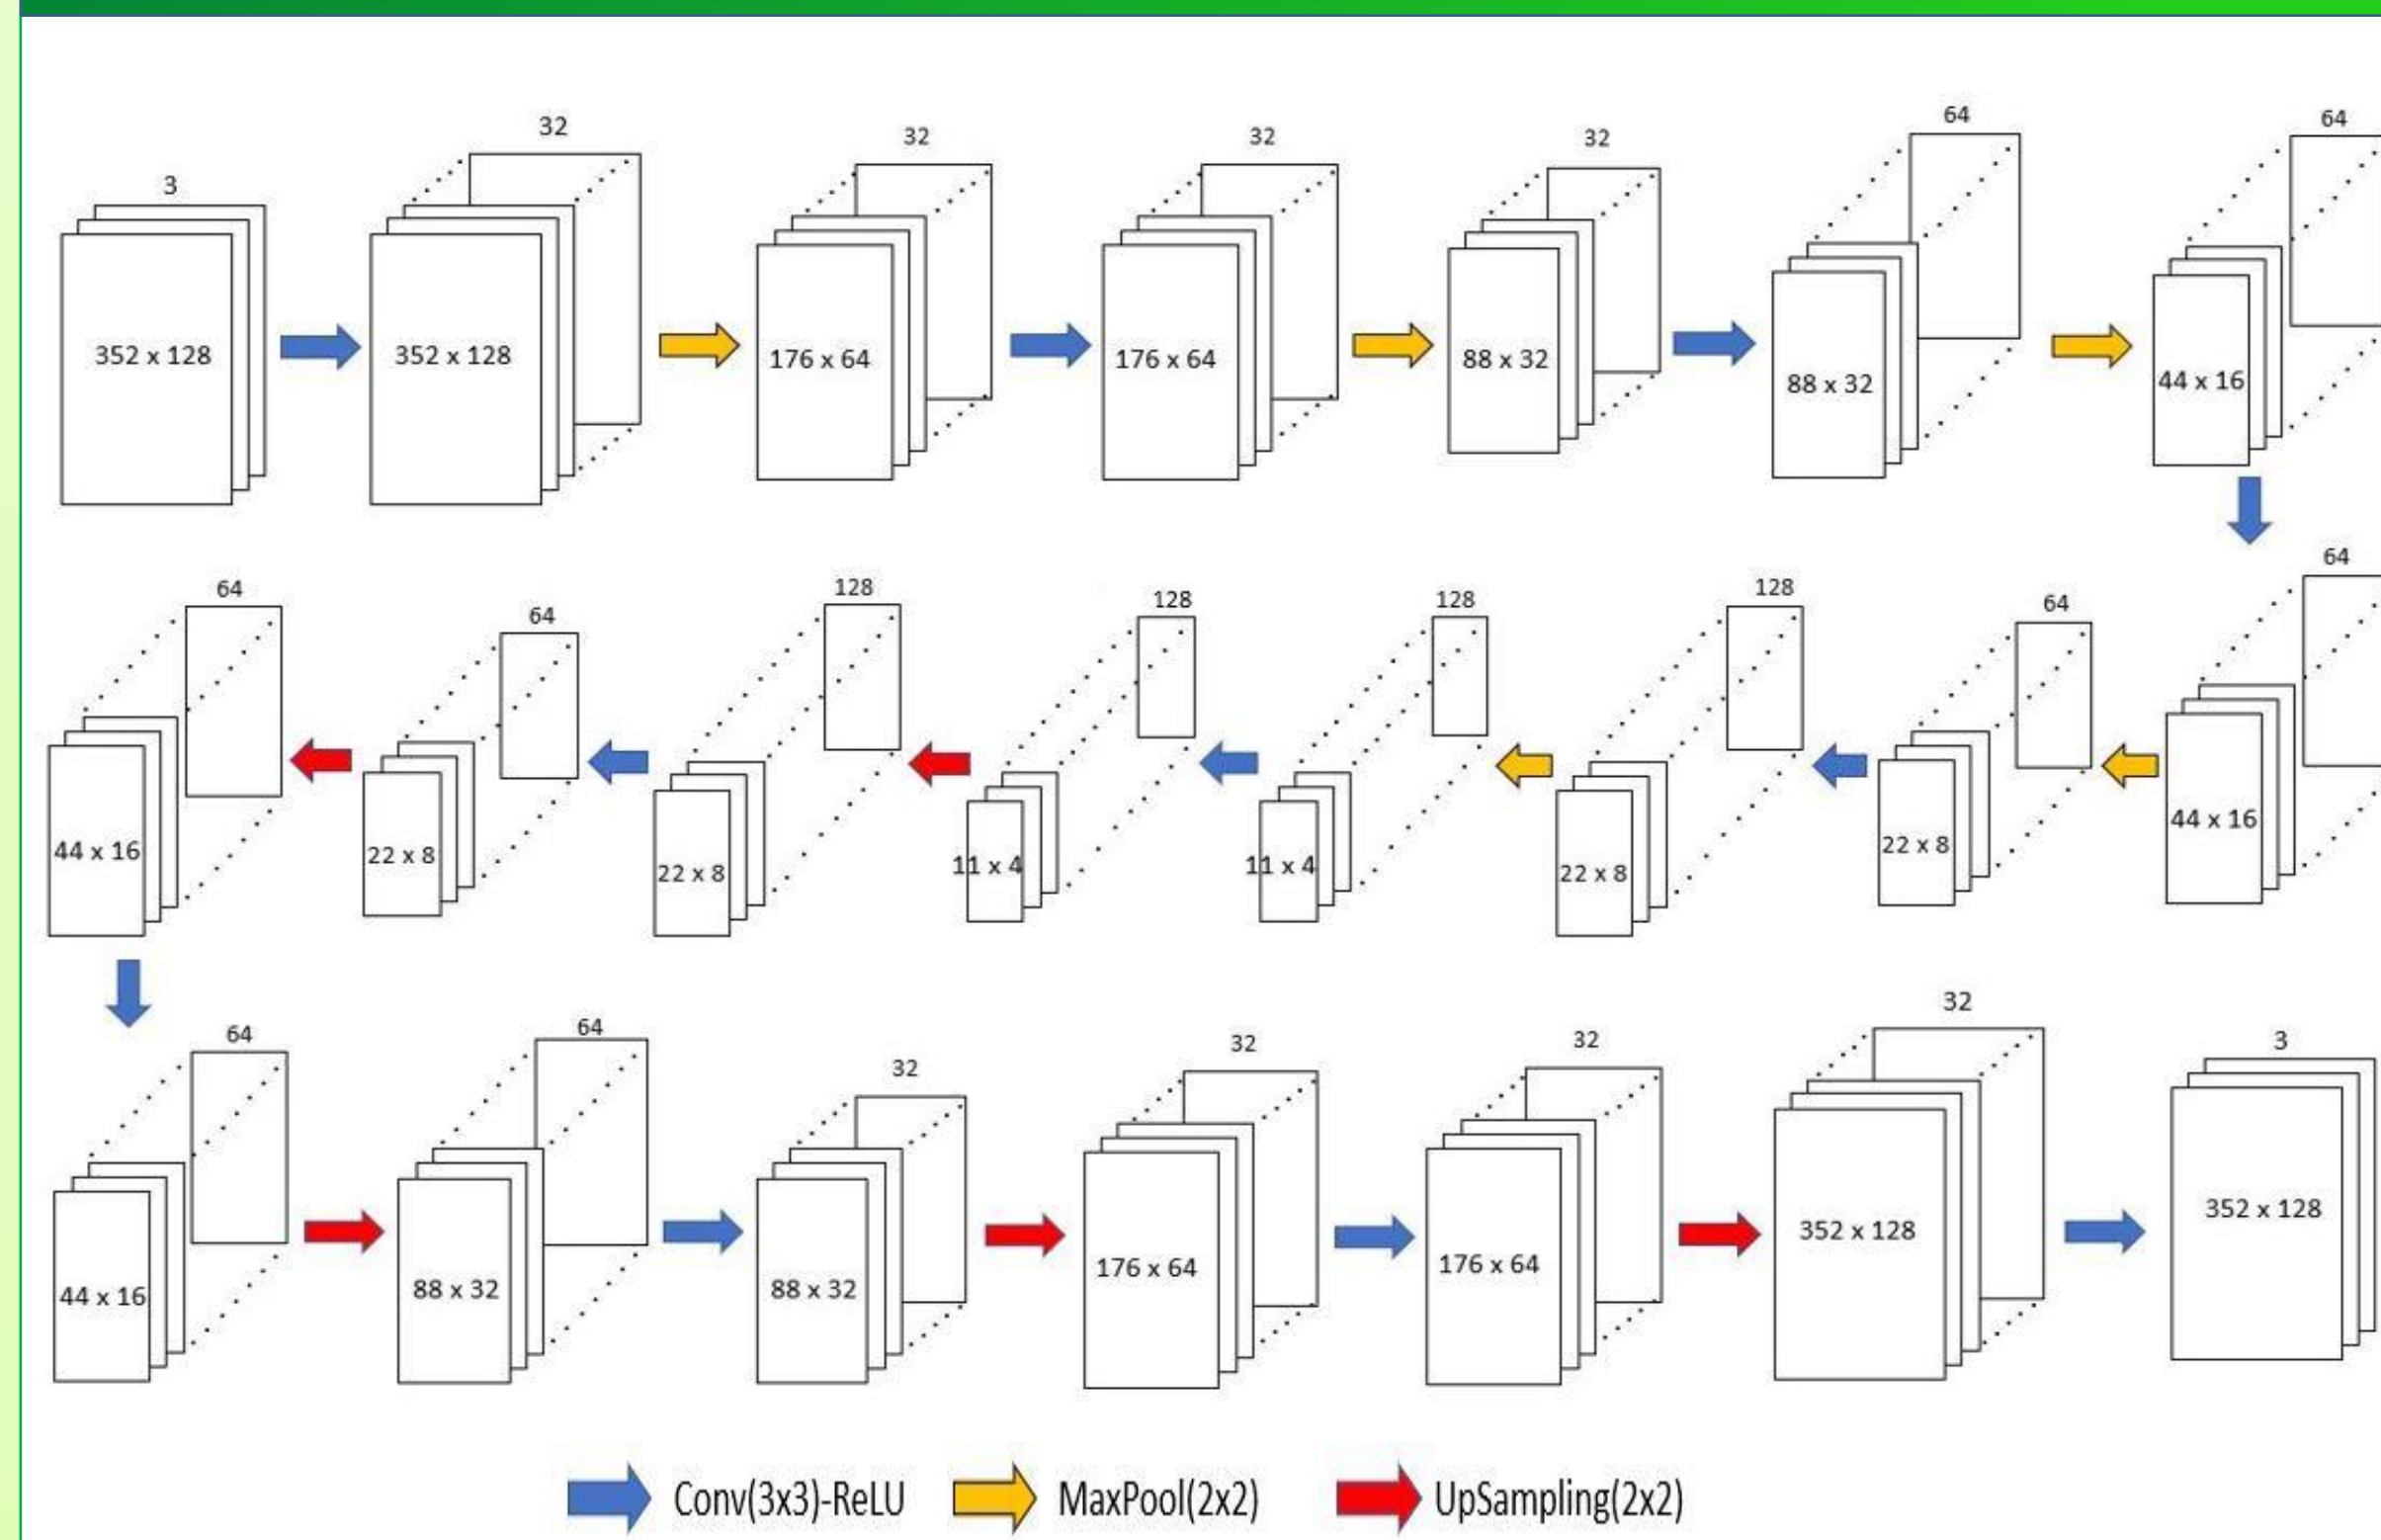 3
32
32
32
32
64
64
352 x 128
352 x 128
176 x 64
176 x 64
88 x 32
88 x 32
44 x 16
64
64
128
128
128
128
64
64
44 x 16
22 x 8
22 x 8
11 x 4
11 x 4
22 x 8
22 x 8
44 x 16
64
64
32
32
32
32
3
44 x 16
88 x 32
88 x 32
176 x 64
176 x 64
352 x 128
352 x 128
Conv(3x3)-ReLU
MaxPool(2x2)
UpSampling(2x2)